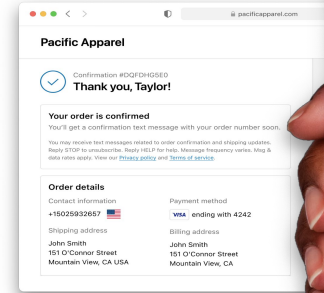 pacificapparel.com
Pacific Apparel
Confirmation #DQFDHGSE0
Thank you, Taylor!
Your order is confirmed
You'll get a confirmation text message with your order number soon.
You may receive text messages related to order confirmation and shipping updates.
Reply STOP to unsubscribe. Reply HELP for help. Message frequency varies. Msg &
data rates apply. View our Privacy policy and Terms of service.
Order details
Contact information
+15025932657
Shipping address
John Smith
151 O'Connor Street
Mountain View, CA USA
Payment method
VISA ending with 4242
Billing address
John Smith
151 O'Connor Street
Mountain View, CA